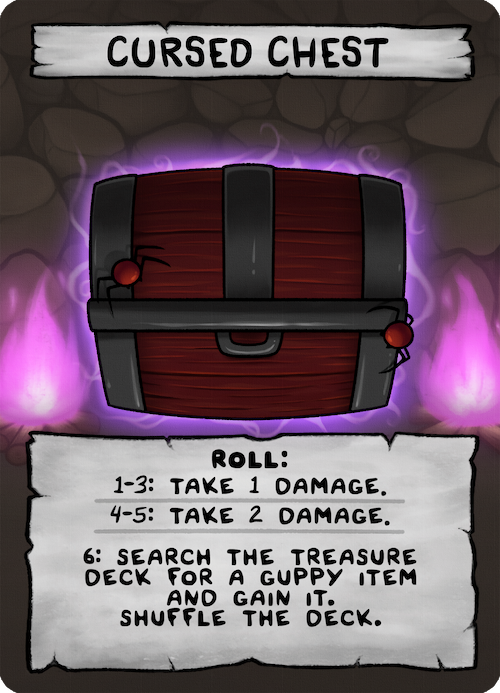 CURSED CHEST
ROLL:
1-3: TAKE 1 DAMAGE.
4-5: TAKE 2 DAMAGE.
6: SEARCH THE TREASURE
DECK FOR A GUPPY ITEM
AND GAIN IT.
SHUFFLE THE DECK.